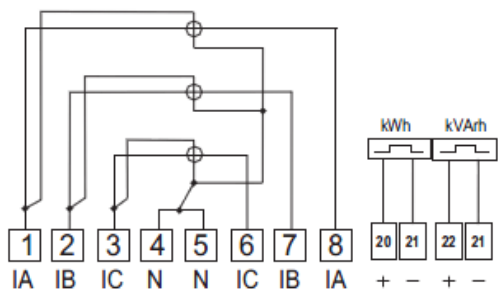 kWh kVArh
1 2 3 4 5 6 7 8 20 21 22 21
IA IB IC N N IC IB IA + − + −